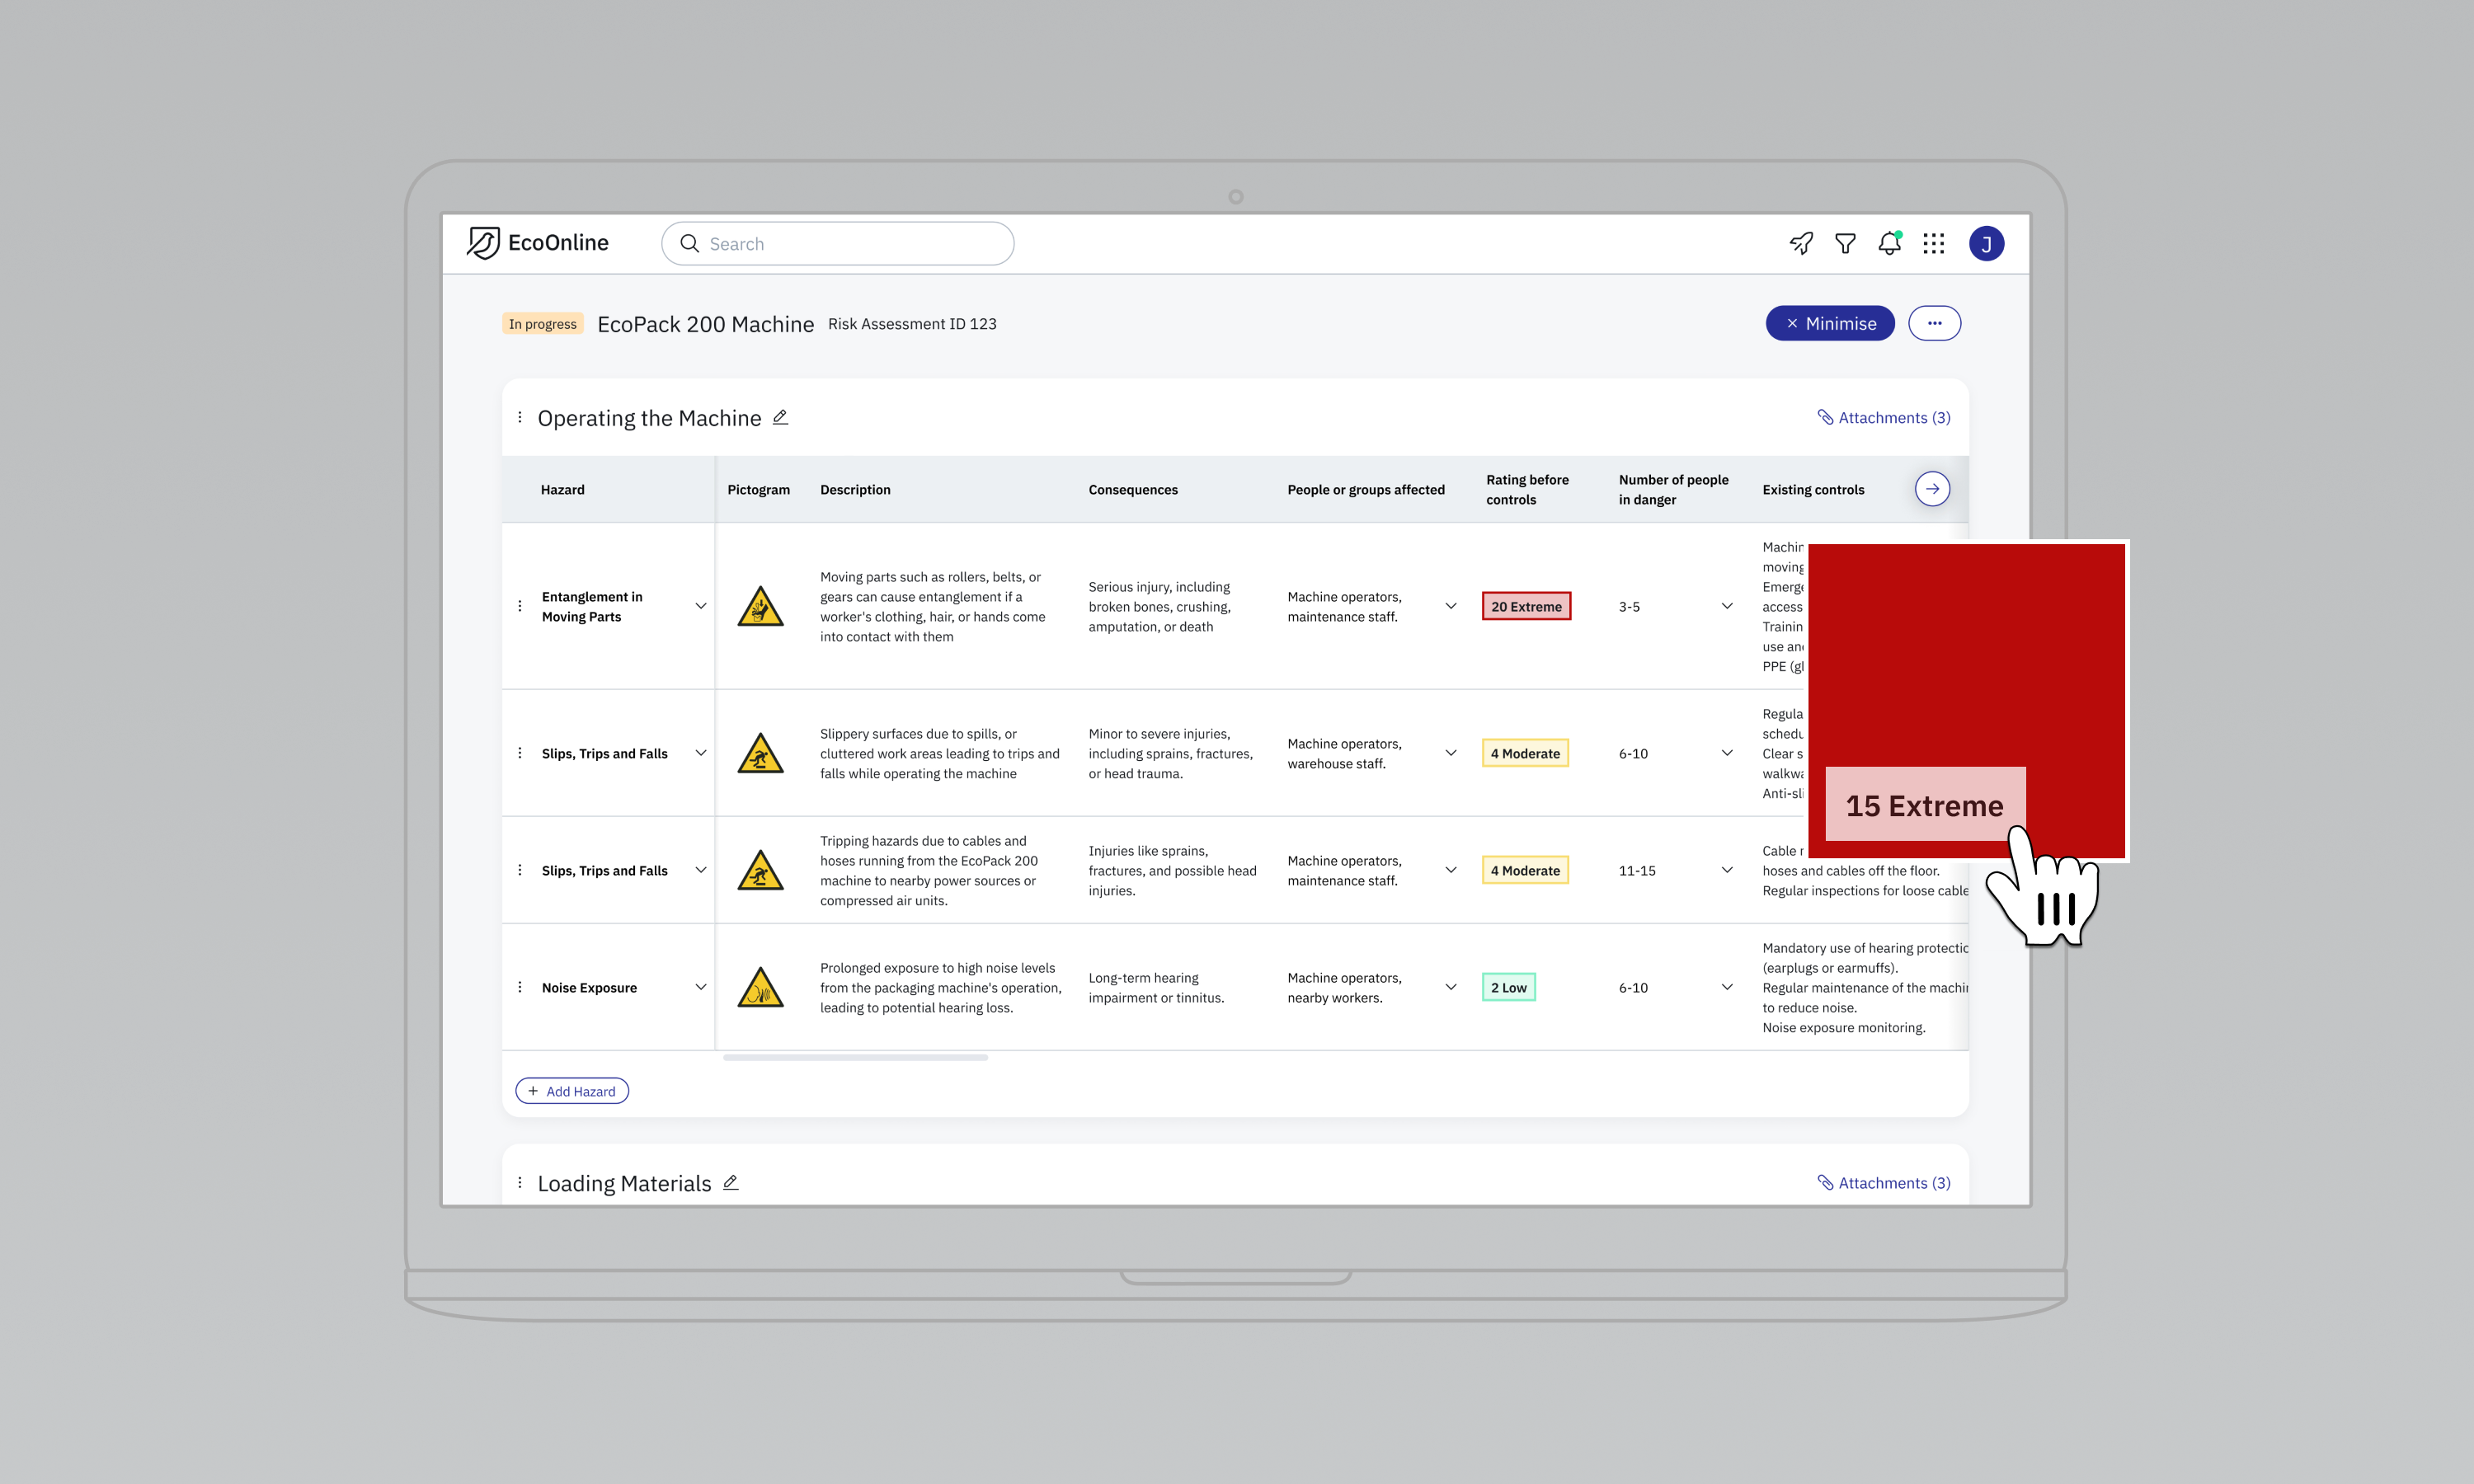 EcoOnline
Search
J
In progress
EcoPack 200 Machine
Risk Assessment ID 123
Minimise
Operating the Machine
Attachments (3)
Hazard
Pictogram
Description
Consequences
People or groups affected
Rating before
controls
Number of people
in danger
Existing controls
Entanglement in
Moving Parts
Moving parts such as rollers, belts, or
gears can cause entanglement if a
worker's clothing, hair, or hands come
into contact with them
Serious injury, including
broken bones, crushing,
amputation, or death
Machine operators,
maintenance staff.
20 Extreme
3-5
moving
access
use
PPE
Slips, Trips and Falls
Slippery surfaces due to spills, or
cluttered work areas leading to trips and
falls while operating the machine
Minor to severe injuries,
including sprains, fractures,
or head trauma.
Machine operators,
warehouse staff.
4 Moderate
6-10
Clear
15 Extreme
Slips, Trips and Falls
Tripping hazards due to cables and
hoses running from the EcoPack 200
machine to nearby power sources or
compressed air units.
Injuries like sprains,
fractures, and possible head
injuries.
Machine operators,
maintenance staff.
4 Moderate
11-15
Cable
hoses and cables off the floor.
Regular inspections for loose cable
Noise Exposure
Prolonged exposure to high noise levels
from the packaging machine's operation,
leading to potential hearing loss.
Long-term hearing
impairment or tinnitus.
Machine operators,
nearby workers.
2 Low
6-10
Mandatory use of hearing
(earplugs or earmuffs).
Regular maintenance of the
to reduce noise.
Noise exposure monitoring.
+ Add Hazard
Loading Materials
Attachments (3)